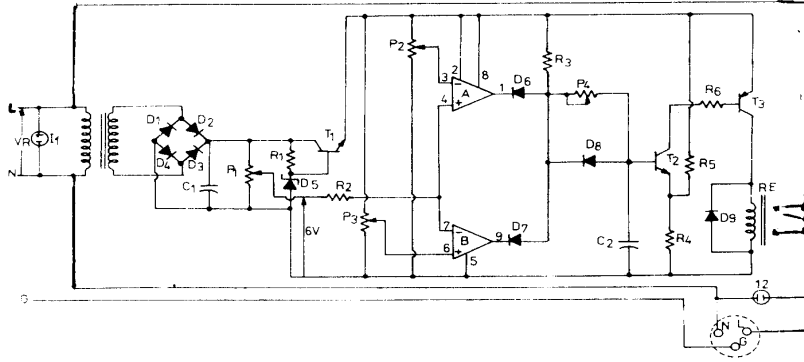 P2
2
8
R3
3
A
1
D6
P4
R6
4
T3
L
D1
D2
T1
VR
I1
D4
D3
R1
D8
T2
R5
N
C1
P1
D5
R2
RE
P3
7
D7
D9
6V
B
9
6
5
C2
R4
G
12
N
L
G